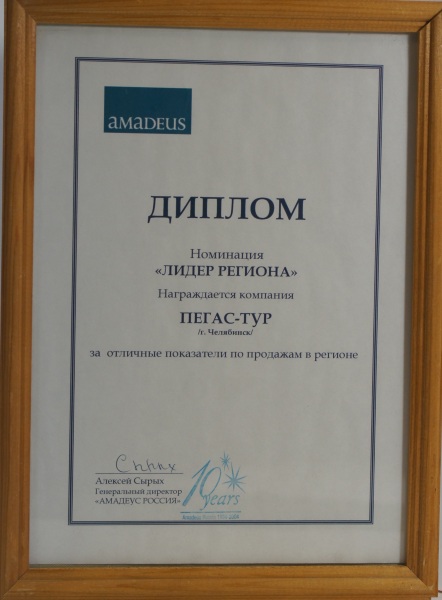 amadeus
ДИПЛОМ
Номинация
«ЛИДЕР РЕГИОНА»
Награждается компания
ПЕГАС-ТУР
/г. Челябинск/
за отличные показатели по продажам в регионе
Сырых
Алексей Сырых
Генеральный директор
«АМАДЕУС РОССИЯ»
10
years